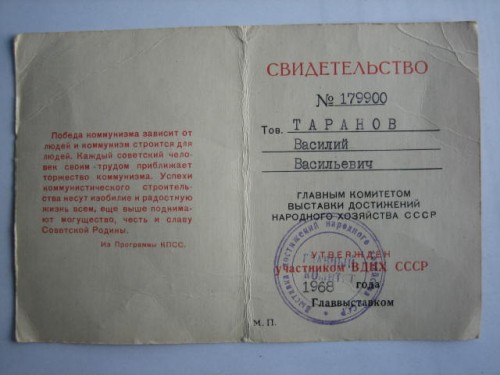 Победа коммунизма зависит от
людей и коммунизм строится для
людей. Каждый советский чело-
век своим трудом приближает
торжество коммунизма. Успехи
коммунистического строитель-
ства несут изобилие и радостную
жизнь всем, еще выше поднима-
ют могущество, честь и славу
Советской Родины.
Из Программы КПСС.
СВИДЕТЕЛЬСТВО
№ 179900
Тов. ТАРАНОВ
Василий
Васильевич
ГЛАВНЫМ КОМИТЕТОМ
ВЫСТАВКИ ДОСТИЖЕНИЙ
НАРОДНОГО ХОЗЯЙСТВА СССР
УТВЕРЖДЕН
участником ВДНХ СССР
1968 года
Главвыставком
М. П.